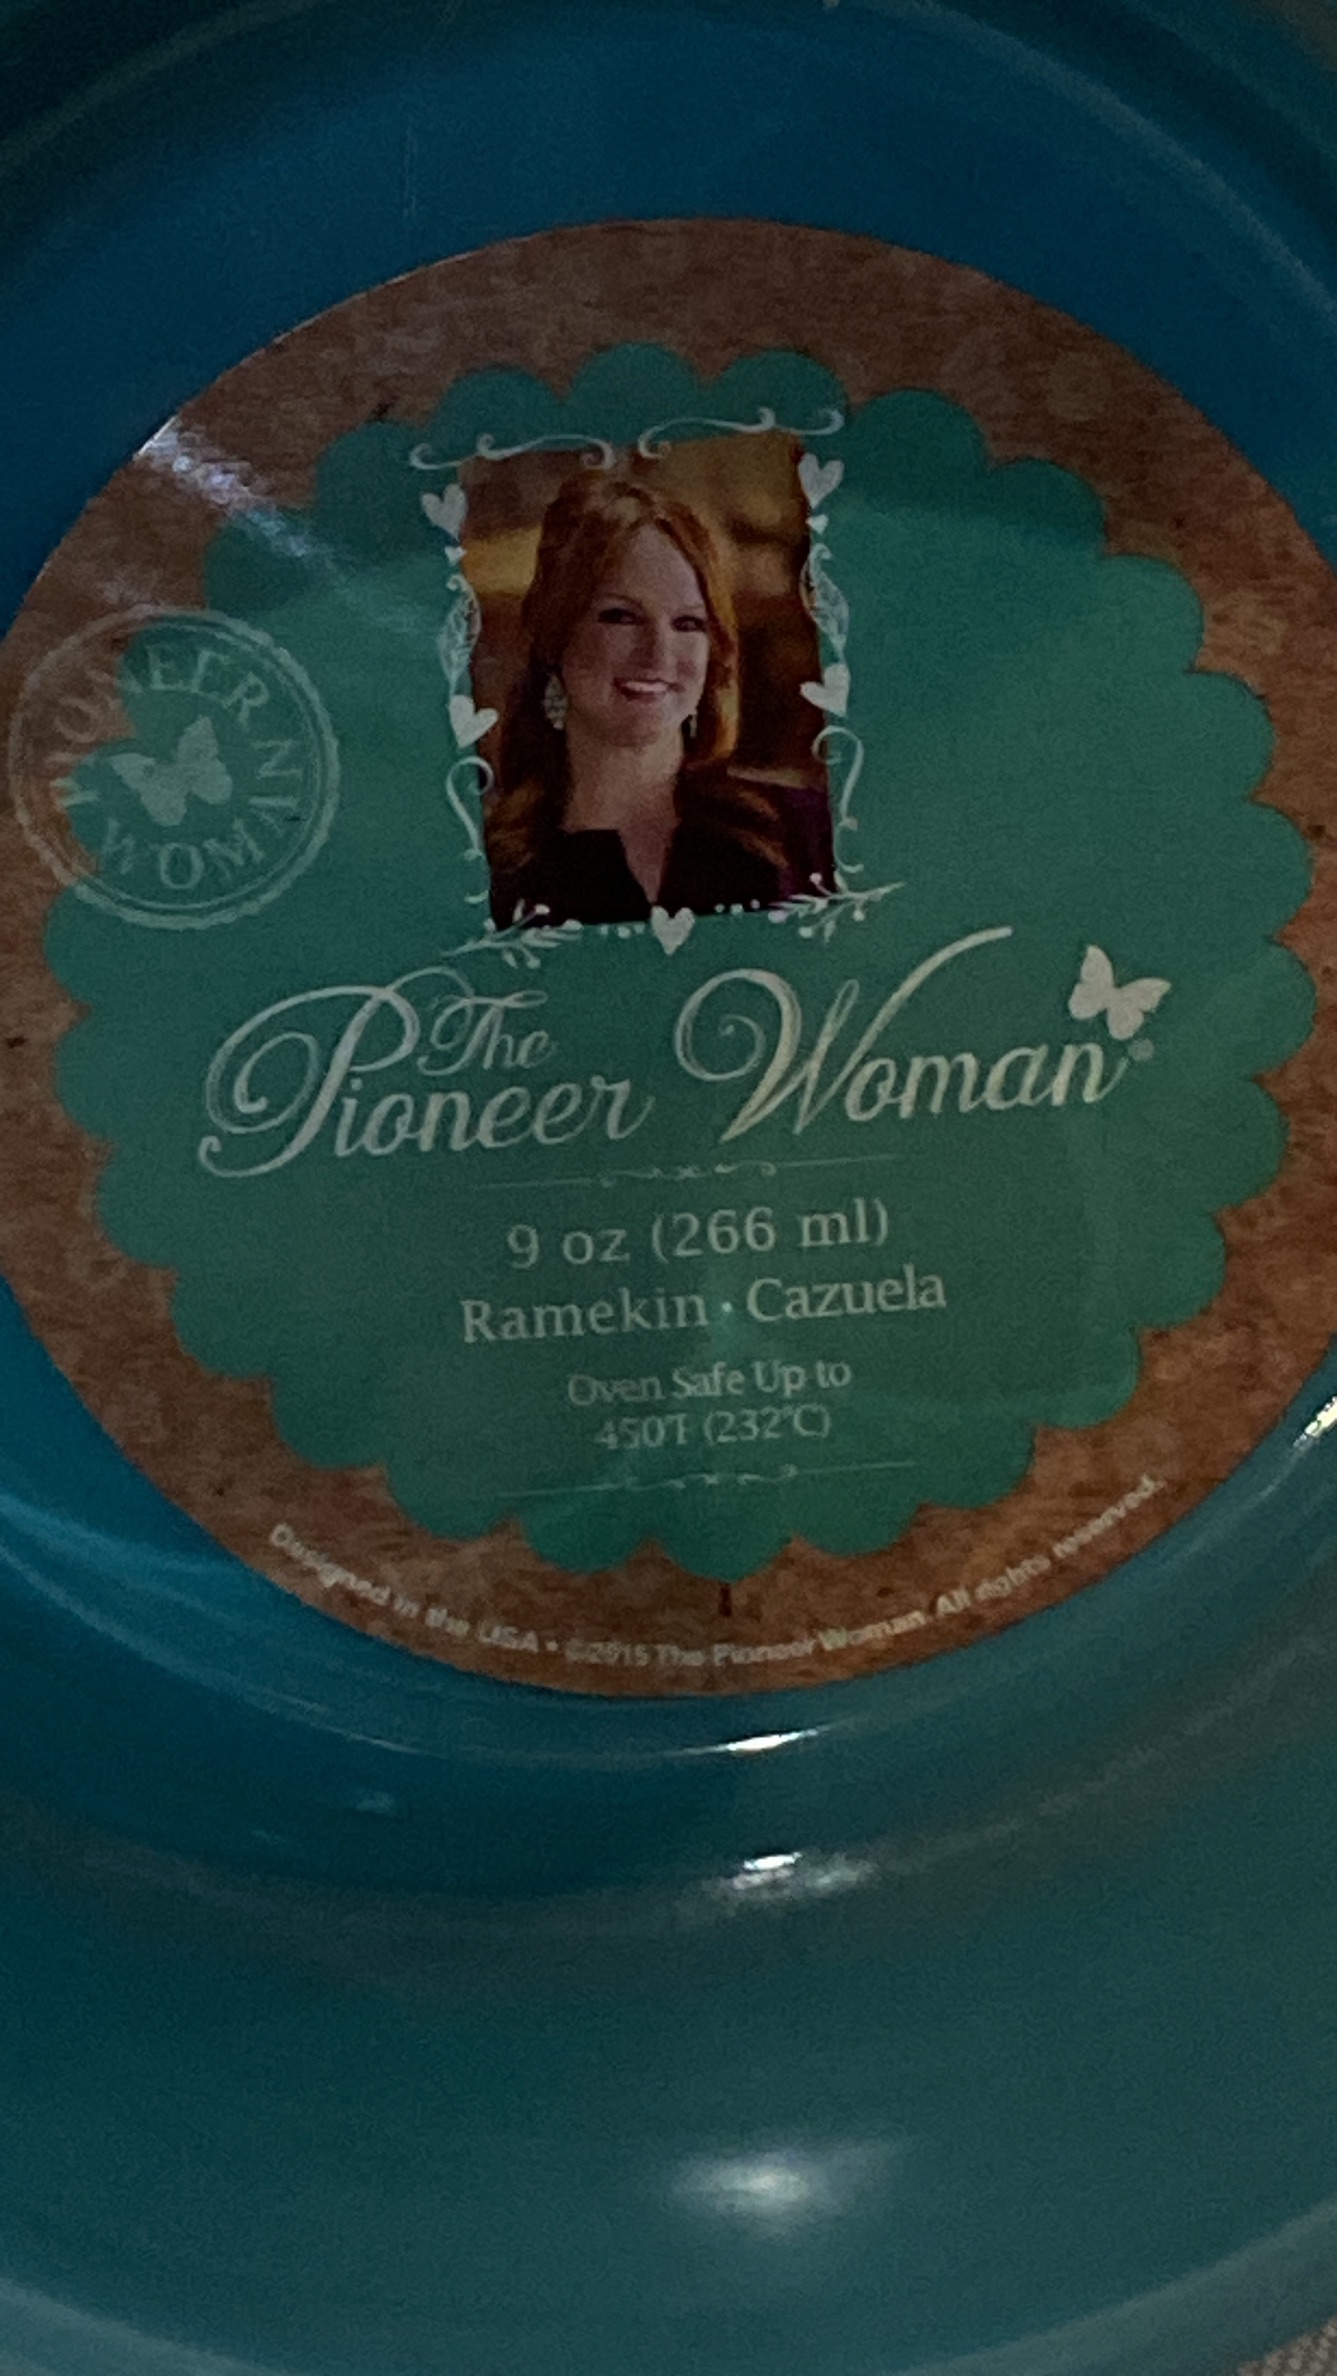 PIONEER WOMAN
The
Pioneer Woman®
9 oz (266 ml)
Ramekin · Cazuela
Oven Safe Up to
450°F (232°C)
Designed in the USA • ©2015 The Pioneer Woman. All rights reserved.